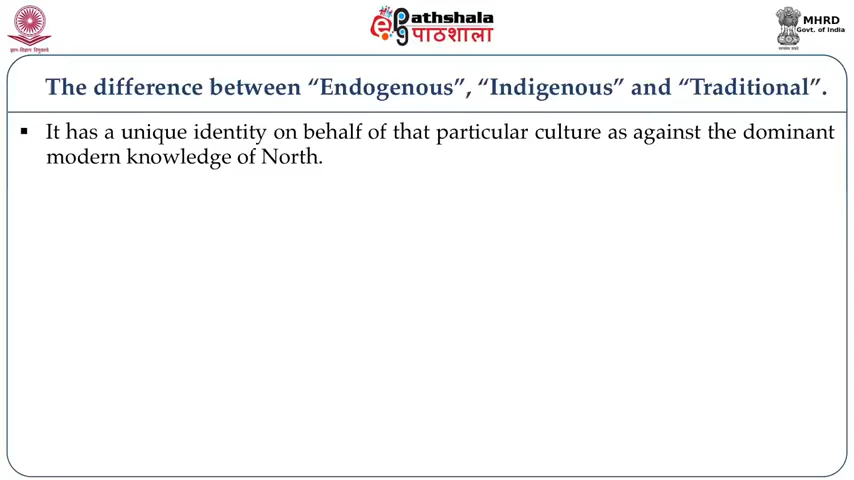 ePathshala
पाठशाला
MHRD
Govt. of India
The difference between “Endogenous”, “Indigenous” and “Traditional”.
▪ It has a unique identity on behalf of that particular culture as against the dominant
modern knowledge of North.